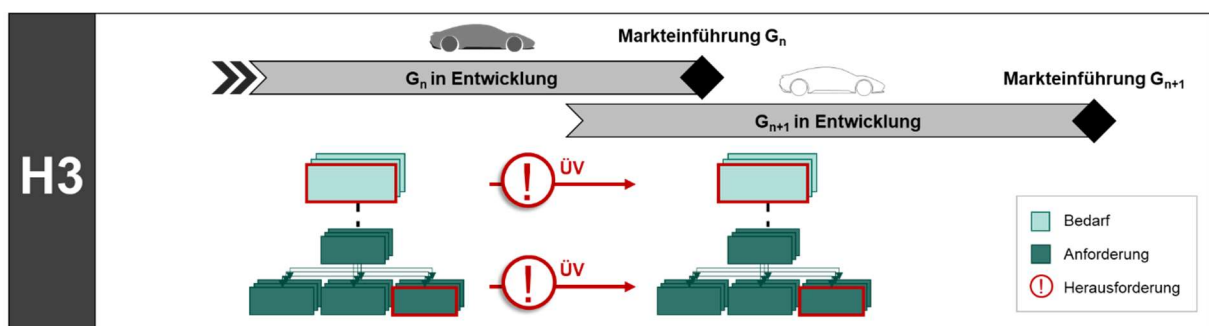 H3
Markteinführung Gn
Gn in Entwicklung
Markteinführung Gn+1
Gn+1 in Entwicklung
! ÜV
! ÜV
Bedarf
Anforderung
! Herausforderung